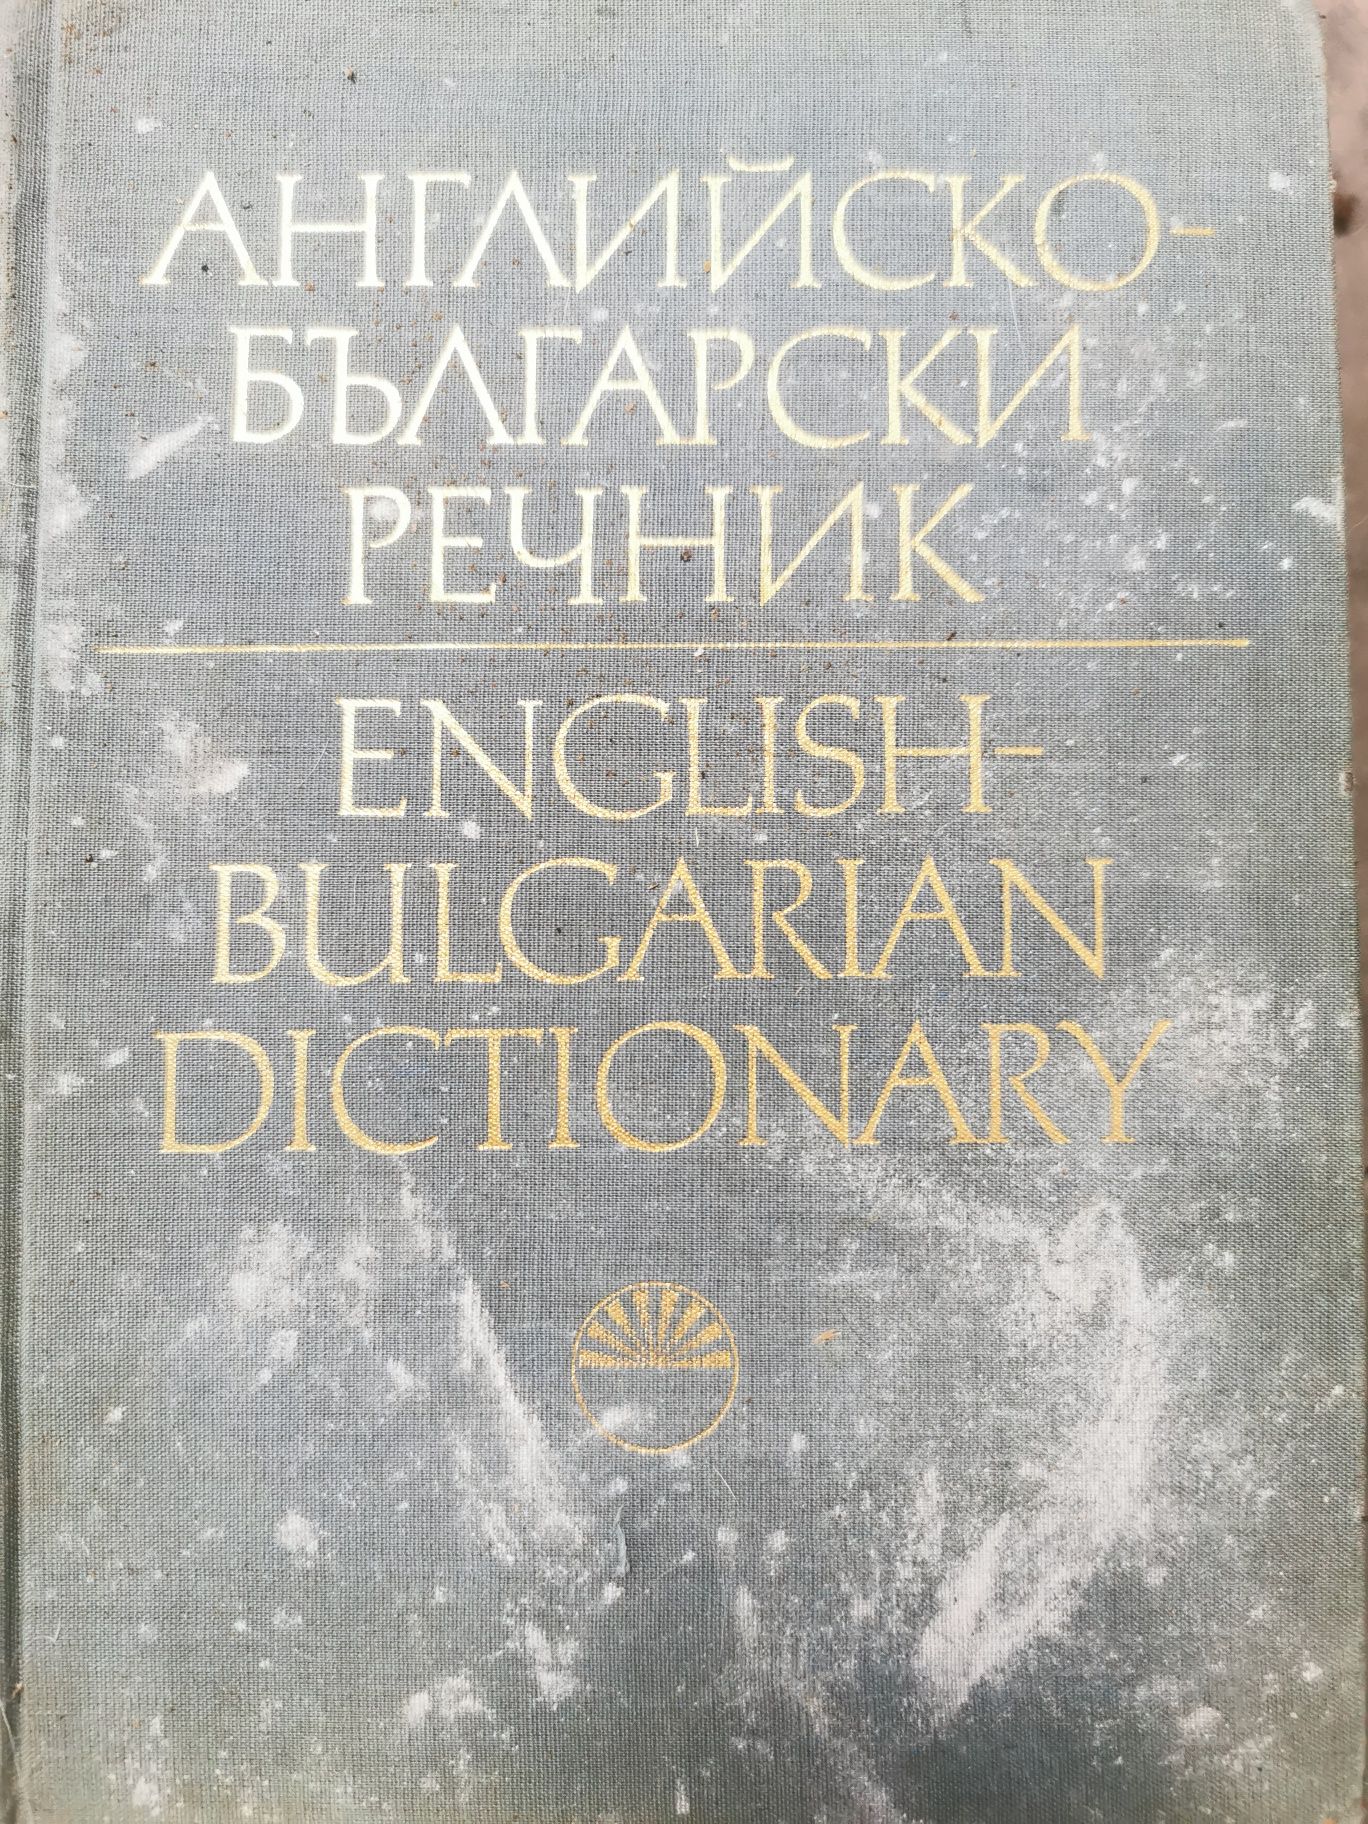 АНГЛИЙСКО-
БЪЛГАРСКИ
РЕЧНИК
ENGLISH-
BULGARIAN
DICTIONARY